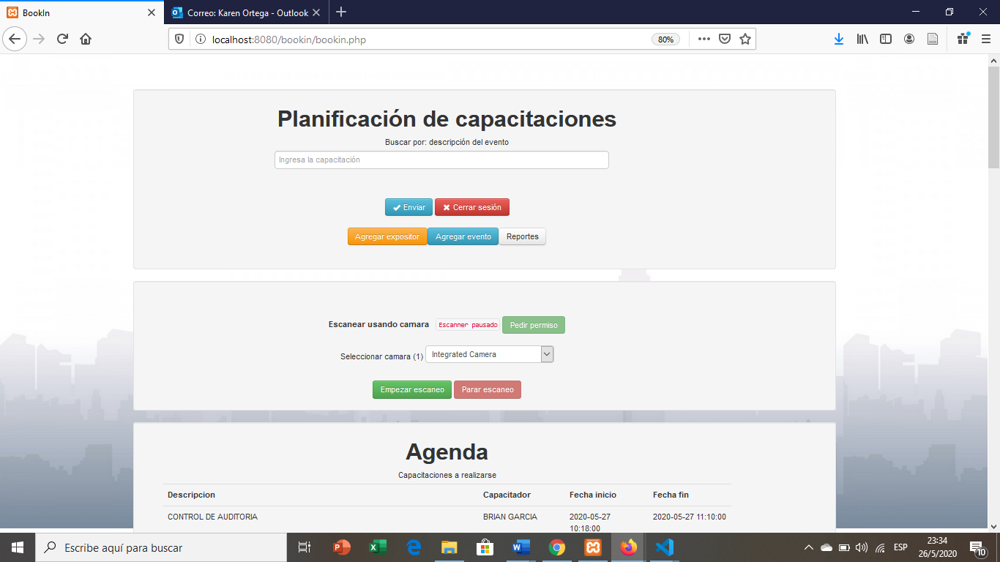 BookIn
Correo: Karen Ortega - Outlook
localhost:8080/bookin/bookin.php
80%
Planificación de capacitaciones
Buscar por: descripción del evento
Ingresa la capacitación
Enviar
Cerrar sesión
Agregar expositor
Agregar evento
Reportes
Escanear usando camara
Escanner pausado
Pedir permiso
Seleccionar camara (1)
Integrated Camera
Empezar escaneo
Parar escaneo
Agenda
Capacitaciones a realizarse
Descripcion Capacitador Fecha inicio Fecha fin
CONTROL DE AUDITORIA BRIAN GARCIA 2020-05-27 2020-05-27 11:10:00
10:18:00
Escribe aquí para buscar
ESP
23:34
26/5/2020
10